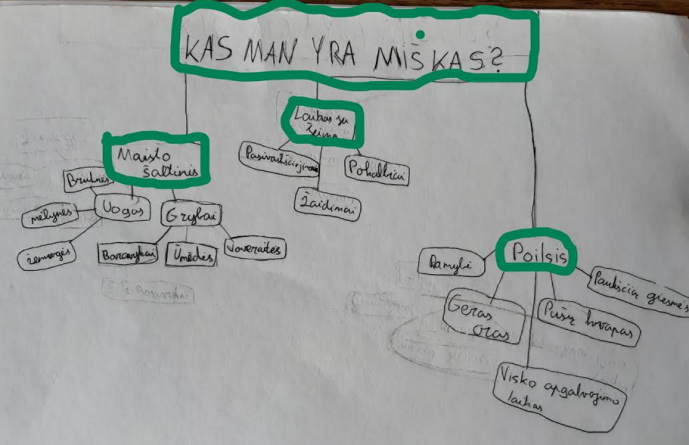 KAS MAN YRA MIŠKAS?
Laikas su
šeima
Pasivaikščiojimai
Pokalbiai
Žaidimai
Maisto
šaltinis
Bruknės
Uogos
mėlynės
žemuogės
Grybai
Baravykai
Ūmėdės
Voveraitės
Poilsis
Ramybė
Geras
oras
Pušų kvapas
Paukščių giesmės
Visko apgalvojimo
laikas